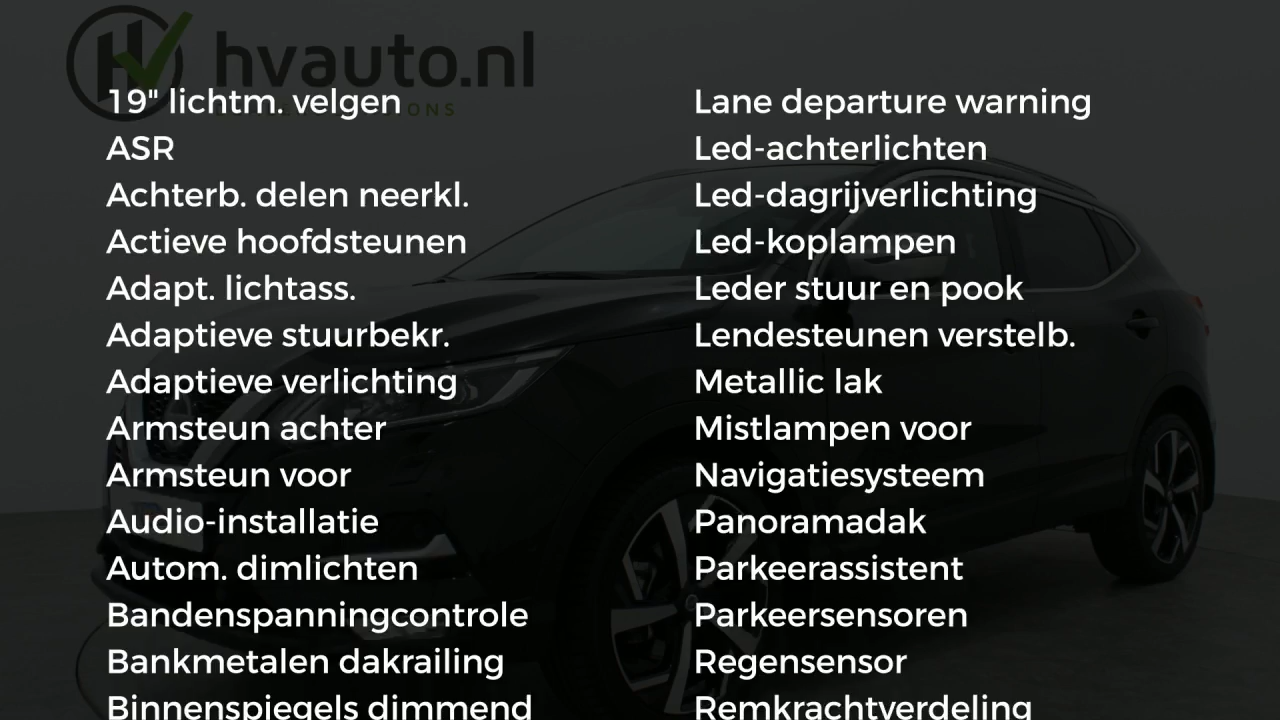 hvauto.nl
19" lichtm. velgen
ASR
Achterb. delen neerkl.
Actieve hoofdsteunen
Adapt. lichtass.
Adaptieve stuurbekr.
Adaptieve verlichting
Armsteun achter
Armsteun voor
Audio-installatie
Autom. dimlichten
Bandenspanningcontrole
Bankmetalen dakrailing
Binnenspiegels dimmend
Lane departure warning
Led-achterlichten
Led-dagrijverlichting
Led-koplampen
Leder stuur en pook
Lendesteunen verstelb.
Metallic lak
Mistlampen voor
Navigatiesysteem
Panoramadak
Parkeerassistent
Parkeersensoren
Regensensor
Remkrachtverdeling